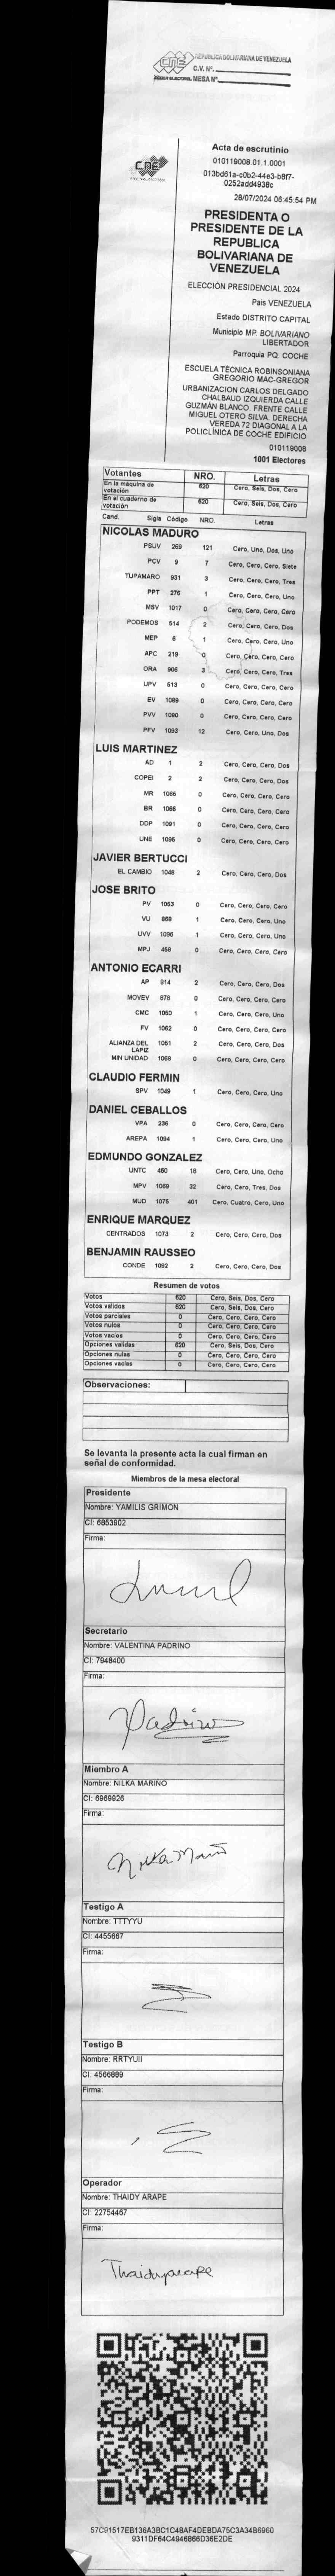 CNE
PODER ELECTORAL
REPUBLICA BOLIVARIANA DE VENEZUELA
C.V. Nº.
MESA Nº.
CNE
Acta de escrutinio
010119008.01.1.0001
013bd61a-c0b2-44e3-b8f7-
0252add4938c
28/07/2024 06:45:54 PM
PRESIDENTA O
PRESIDENTE DE LA
REPUBLICA
BOLIVARIANA DE
VENEZUELA
ELECCIÓN PRESIDENCIAL 2024
Pais VENEZUELA
Estado DISTRITO CAPITAL
Municipio MP. BOLIVARIANO
LIBERTADOR
Parroquia PQ. COCHE
ESCUELA TÉCNICA ROBINSONIANA
GREGORIO MAC-GREGOR
URBANIZACION CARLOS DELGADO
CHALBAUD IZQUIERDA CALLE
GUZMÁN BLANCO. FRENTE CALLE
MIGUEL OTERO SILVA. DERECHA
VEREDA 72 DIAGONAL A LA
POLICLÍNICA DE COCHE EDIFICIO
010119008
1001 Electores
Votantes NRO. Letras
En la máquina de votación 620 Cero, Seis, Dos, Cero
En el cuaderno de votación 620 Cero, Seis, Dos, Cero
Cand. Sigla Código NRO. Letras
NICOLAS MADURO
PSUV 269 121 Cero, Uno, Dos, Uno
PCV 9 7 Cero, Cero, Cero, Siete
TUPAMARO 931 3 Cero, Cero, Cero, Tres
PPT 276 1 Cero, Cero, Cero, Uno
MSV 1017 0 Cero, Cero, Cero, Cero
PODEMOS 514 2 Cero, Cero, Cero, Dos
MEP 6 1 Cero, Cero, Cero, Uno
APC 219 0 Cero, Cero, Cero, Cero
ORA 906 3 Cero, Cero, Cero, Tres
UPV 513 0 Cero, Cero, Cero, Cero
EV 1089 0 Cero, Cero, Cero, Cero
PVV 1090 0 Cero, Cero, Cero, Cero
PFV 1093 12 Cero, Cero, Uno, Dos
LUIS MARTINEZ
AD 1 2 Cero, Cero, Cero, Dos
COPEI 2 2 Cero, Cero, Cero, Dos
MR 1065 0 Cero, Cero, Cero, Cero
BR 1066 0 Cero, Cero, Cero, Cero
DDP 1091 0 Cero, Cero, Cero, Cero
UNE 1095 0 Cero, Cero, Cero, Cero
JAVIER BERTUCCI
EL CAMBIO 1048 2 Cero, Cero, Cero, Dos
JOSE BRITO
PV 1053 0 Cero, Cero, Cero, Cero
VU 868 1 Cero, Cero, Cero, Uno
UVV 1096 1 Cero, Cero, Cero, Uno
MPJ 458 0 Cero, Cero, Cero, Cero
ANTONIO ECARRI
AP 914 2 Cero, Cero, Cero, Dos
MOVEV 878 0 Cero, Cero, Cero, Cero
CMC 1050 1 Cero, Cero, Cero, Uno
FV 1062 0 Cero, Cero, Cero, Cero
ALIANZA DEL LAPIZ 1051 2 Cero, Cero, Cero, Dos
MIN UNIDAD 1088 0 Cero, Cero, Cero, Cero
CLAUDIO FERMIN
SPV 1049 1 Cero, Cero, Cero, Uno
DANIEL CEBALLOS
VPA 236 0 Cero, Cero, Cero, Cero
AREPA 1094 1 Cero, Cero, Cero, Uno
EDMUNDO GONZALEZ
UNTC 460 18 Cero, Cero, Uno, Ocho
MPV 1069 32 Cero, Cero, Tres, Dos
MUD 1075 401 Cero, Cuatro, Cero, Uno
ENRIQUE MARQUEZ
CENTRADOS 1073 2 Cero, Cero, Cero, Dos
BENJAMIN RAUSSEO
CONDE 1092 2 Cero, Cero, Cero, Dos
Resumen de votos
Votos 620 Cero, Seis, Dos, Cero
Votos validos 620 Cero, Seis, Dos, Cero
Votos parciales 0 Cero, Cero, Cero, Cero
Votos nulos 0 Cero, Cero, Cero, Cero
Votos vacios 0 Cero, Cero, Cero, Cero
Opciones validas 620 Cero, Seis, Dos, Cero
Opciones nulas 0 Cero, Cero, Cero, Cero
Opciones vacias 0 Cero, Cero, Cero, Cero
Observaciones:
Se levanta la presente acta la cual firman en
señal de conformidad.
Miembros de la mesa electoral
Presidente
Nombre: YAMILIS GRIMON
CI: 6853902
Firma:
Secretario
Nombre: VALENTINA PADRINO
CI: 7948400
Firma:
Padrino
Miembro A
Nombre: NILKA MARIÑO
CI: 6969926
Firma:
Nilka Mariño
Testigo A
Nombre: TTTYYU
CI: 4455667
Firma:
Testigo B
Nombre: RRTYUII
CI: 4566889
Firma:
Operador
Nombre: THAIDY ARAPE
CI: 22754467
Firma:
Thaidyarape
57C91517EB136A3BC1C48AF4DEBDA75C3A34B6960
9311DF64C4946866D36E2DE